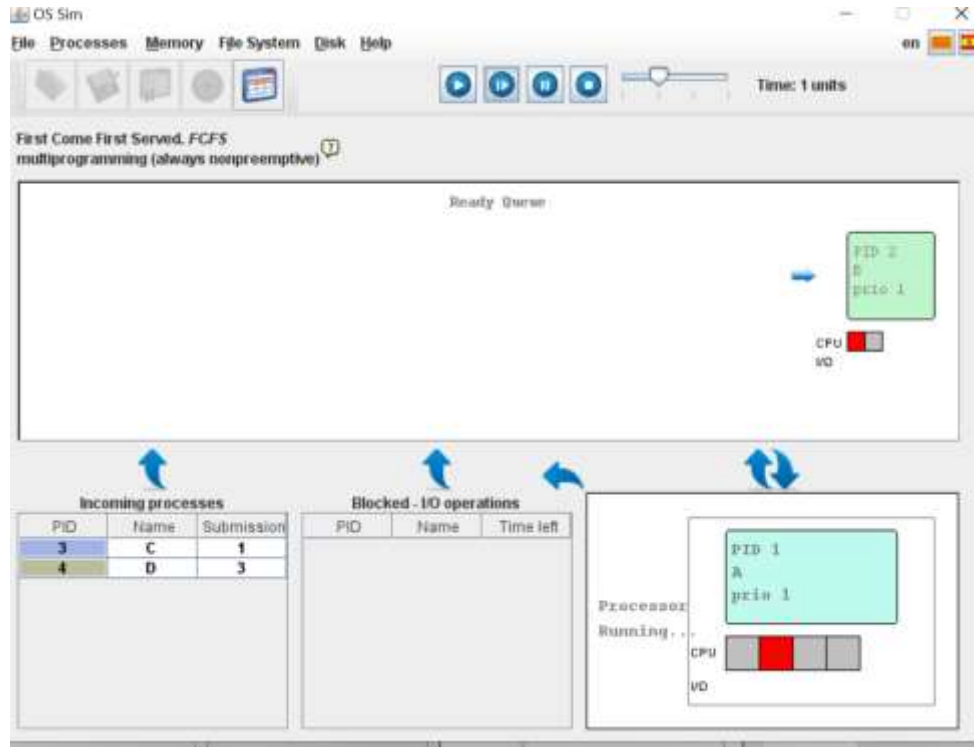 OS Sim
File Processes Memory File System Disk Help en
Time: 1 units
First Come First Served. FCFS
multiprogramming (always nonpreemptive) ?
Ready Queue
PID 2
B
prio 1
CPU
I/O
Incoming processes
PID Name Submission
3 C 1
4 D 3
Blocked - I/O operations
PID Name Time left
Processor
Running...
PID 1
A
prio 1
CPU
I/O